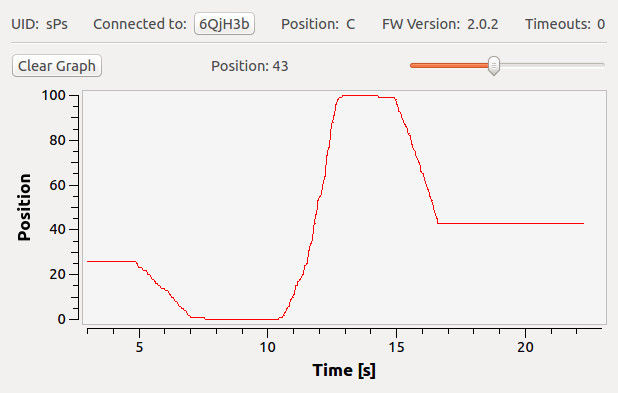 UID: sPs Connected to: 6QjH3b Position: C FW Version: 2.0.2 Timeouts: 0
Clear Graph Position: 43
100
80
60
40
20
0
Position
5 10 15 20
Time [s]